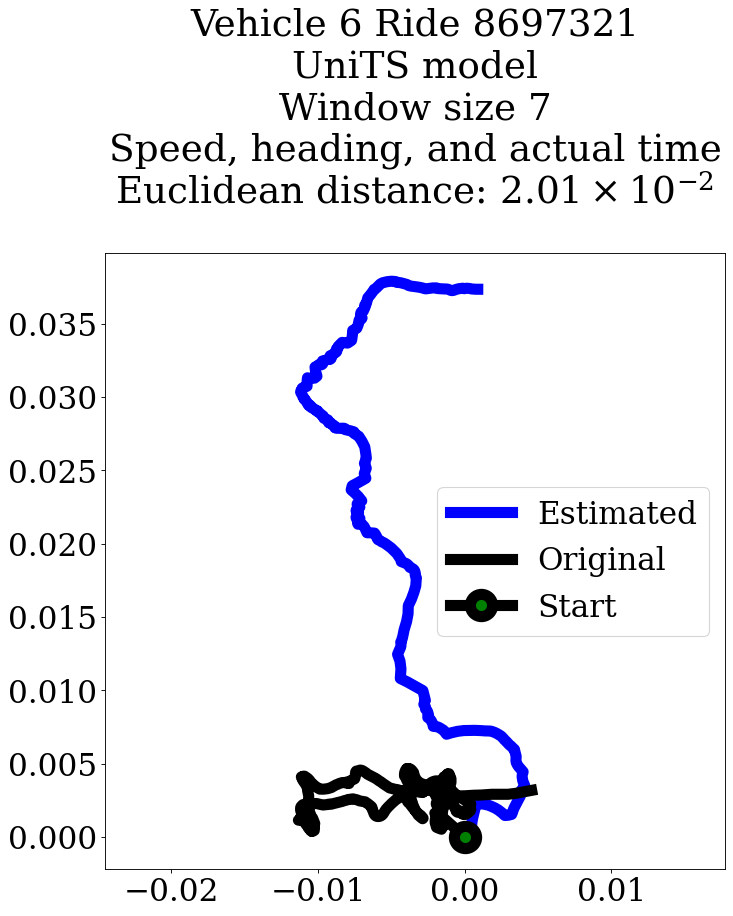 Vehicle 6 Ride 8697321
UniTS model
Window size 7
Speed, heading, and actual time
Euclidean distance: 2.01 × 10⁻²
0.035
0.030
0.025
0.020
0.015
0.010
0.005
0.000
Estimated
Original
Start
−0.02 −0.01 0.00 0.01